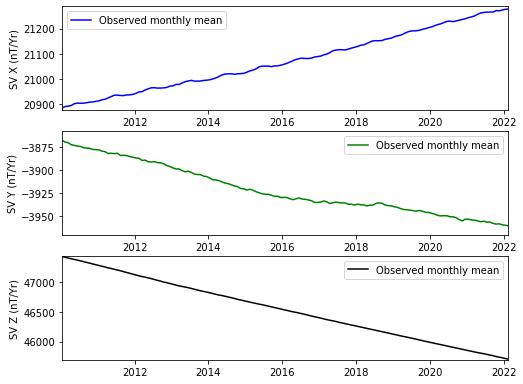 Observed monthly mean
SV X (nT/Yr)
21200
21100
21000
20900
2012 2014 2016 2018 2020 2022
Observed monthly mean
SV Y (nT/Yr)
−3875
−3900
−3925
−3950
2012 2014 2016 2018 2020 2022
Observed monthly mean
SV Z (nT/Yr)
47000
46500
46000
2012 2014 2016 2018 2020 2022